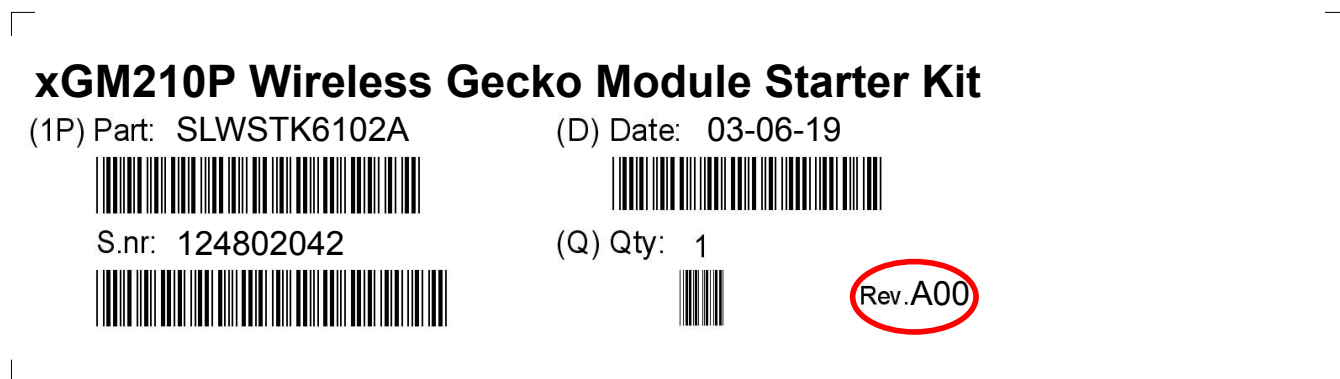 xGM210P Wireless Gecko Module Starter Kit
(1P) Part: SLWSTK6102A
(D) Date: 03-06-19
S.nr: 124802042
(Q) Qty: 1
Rev.A00